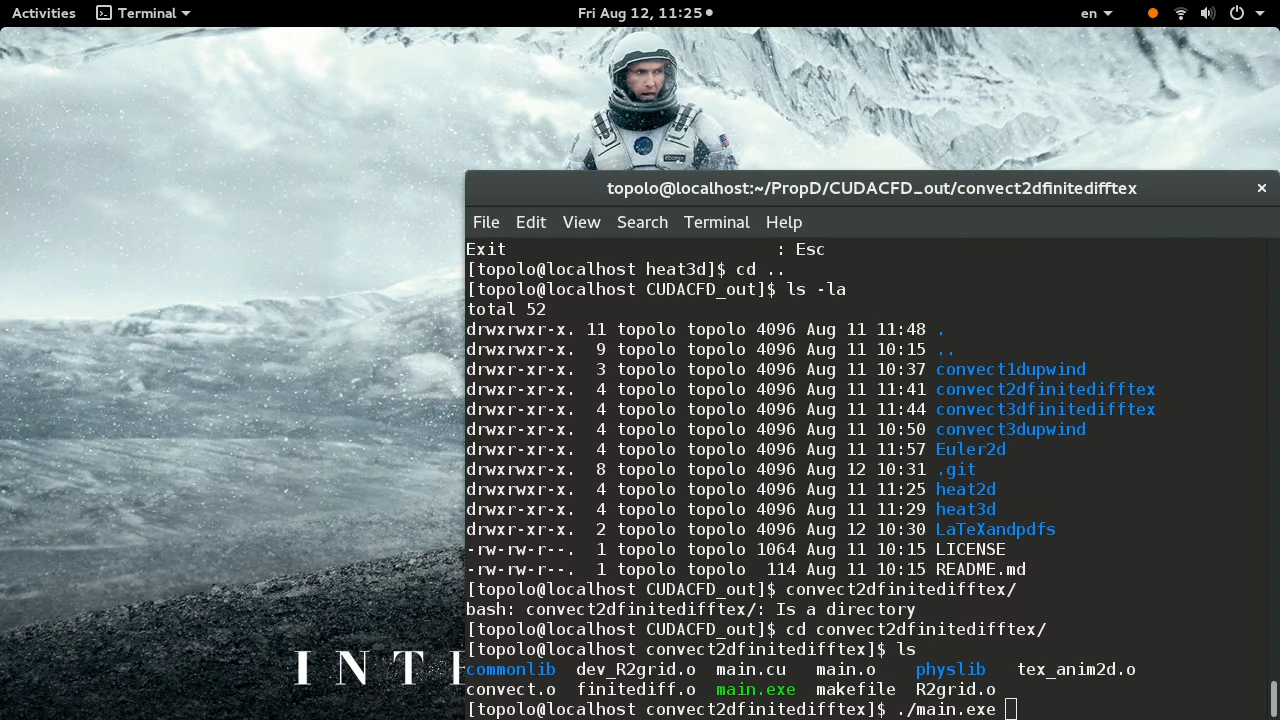 Activities Terminal Fri Aug 12, 11:25 en
COOPER
topolo@localhost:~/PropD/CUDACFD_out/convect2dfinitedifftex
File Edit View Search Terminal Help
Exit : Esc
[topolo@localhost heat3d]$ cd ..
[topolo@localhost CUDACFD_out]$ ls -la
total 52
drwxrwxr-x. 11 topolo topolo 4096 Aug 11 11:48 .
drwxrwxr-x. 9 topolo topolo 4096 Aug 11 10:15 ..
drwxr-xr-x. 3 topolo topolo 4096 Aug 11 10:37 convect1dupwind
drwxr-xr-x. 4 topolo topolo 4096 Aug 11 11:41 convect2dfinitedifftex
drwxr-xr-x. 4 topolo topolo 4096 Aug 11 11:44 convect3dfinitedifftex
drwxr-xr-x. 4 topolo topolo 4096 Aug 11 10:50 convect3dupwind
drwxr-xr-x. 4 topolo topolo 4096 Aug 11 11:57 Euler2d
drwxrwxr-x. 8 topolo topolo 4096 Aug 12 10:31 .git
drwxrwxr-x. 4 topolo topolo 4096 Aug 11 11:25 heat2d
drwxr-xr-x. 4 topolo topolo 4096 Aug 11 11:29 heat3d
drwxr-xr-x. 2 topolo topolo 4096 Aug 12 10:30 LaTeXandpdfs
-rw-rw-r--. 1 topolo topolo 1064 Aug 11 10:15 LICENSE
-rw-rw-r--. 1 topolo topolo 114 Aug 11 10:15 README.md
[topolo@localhost CUDACFD_out]$ convect2dfinitedifftex/
bash: convect2dfinitedifftex/: Is a directory
[topolo@localhost CUDACFD_out]$ cd convect2dfinitedifftex/
[topolo@localhost convect2dfinitedifftex]$ ls
commonlib dev_R2grid.o main.cu main.o physlib tex_anim2d.o
convect.o finitediff.o main.exe makefile R2grid.o
[topolo@localhost convect2dfinitedifftex]$ ./main.exe
INTE